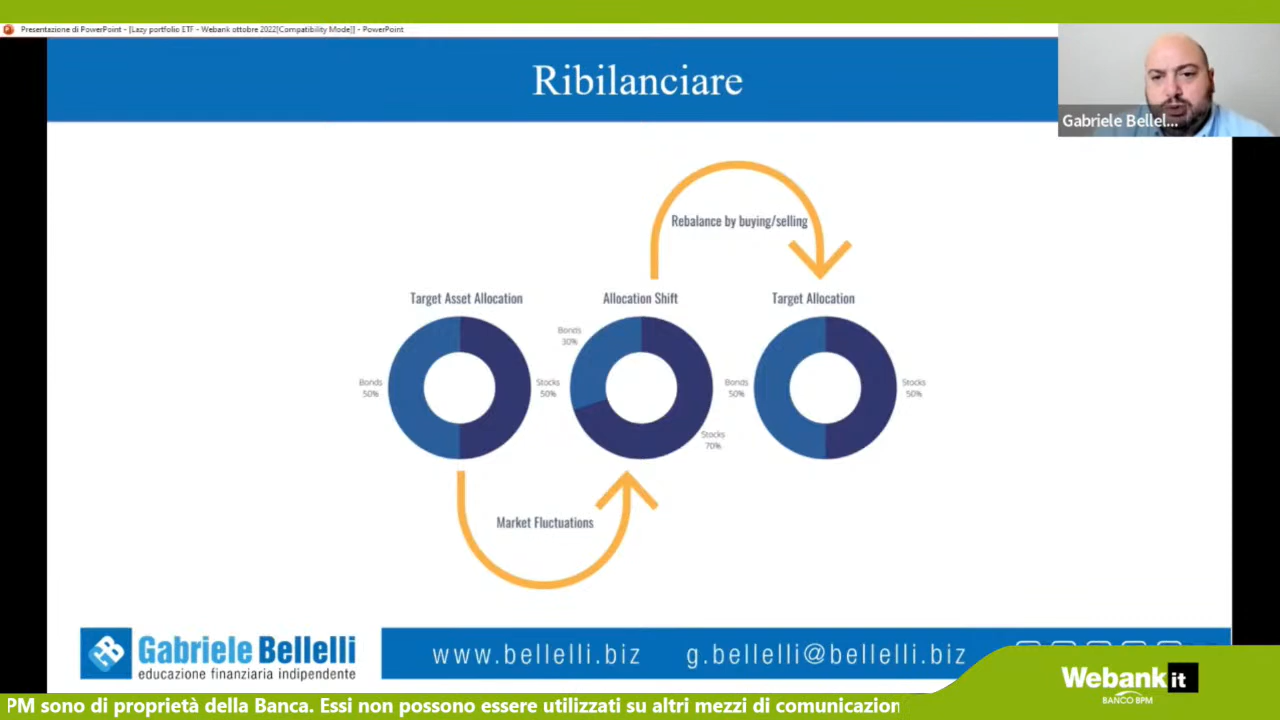 Presentazione di PowerPoint - [Lazy portfolio ETF - Webank ottobre 2022[Compatibility Mode]] - PowerPoint
Ribilanciare
Gabriele Bellel...
Rebalance by buying/selling
Target Asset Allocation
Allocation Shift
Target Allocation
Bonds
30%
Bonds
50%
Stocks
50%
Bonds
50%
Stocks
50%
Stocks
70%
Market Fluctuations
Gabriele Bellelli
educazione finanziaria indipendente
www.bellelli.biz
g.bellelli@bellelli.biz
Webank it
BANCO BPM
PM sono di proprietà della Banca. Essi non possono essere utilizzati su altri mezzi di comunicazion